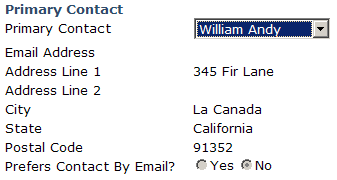 Primary Contact
Primary Contact William Andy
Email Address
Address Line 1 345 Fir Lane
Address Line 2
City La Canada
State California
Postal Code 91352
Prefers Contact By Email? Yes No